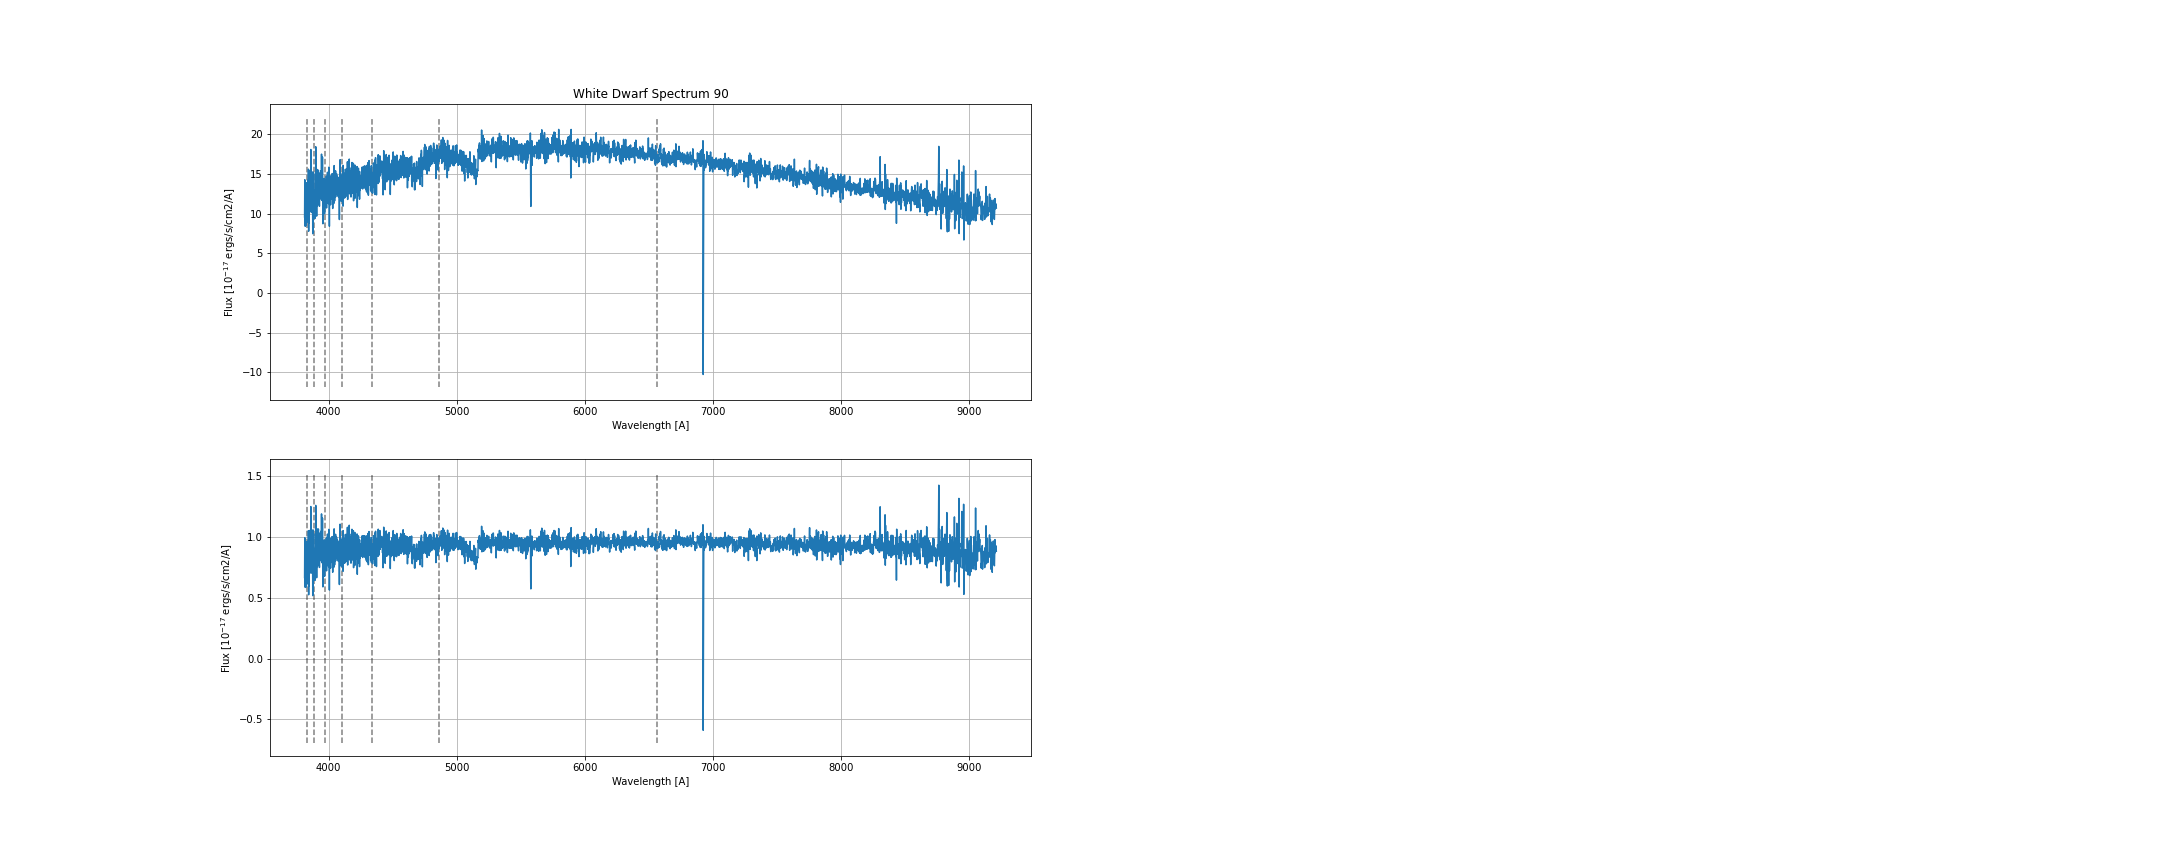 White Dwarf Spectrum 90
20
15
10
5
0
−5
−10
Flux [10⁻¹⁷ ergs/s/cm2/A]
4000 5000 6000 7000 8000 9000
Wavelength [A]
1.5
1.0
0.5
0.0
−0.5
Flux [10⁻¹⁷ ergs/s/cm2/A]
4000 5000 6000 7000 8000 9000
Wavelength [A]